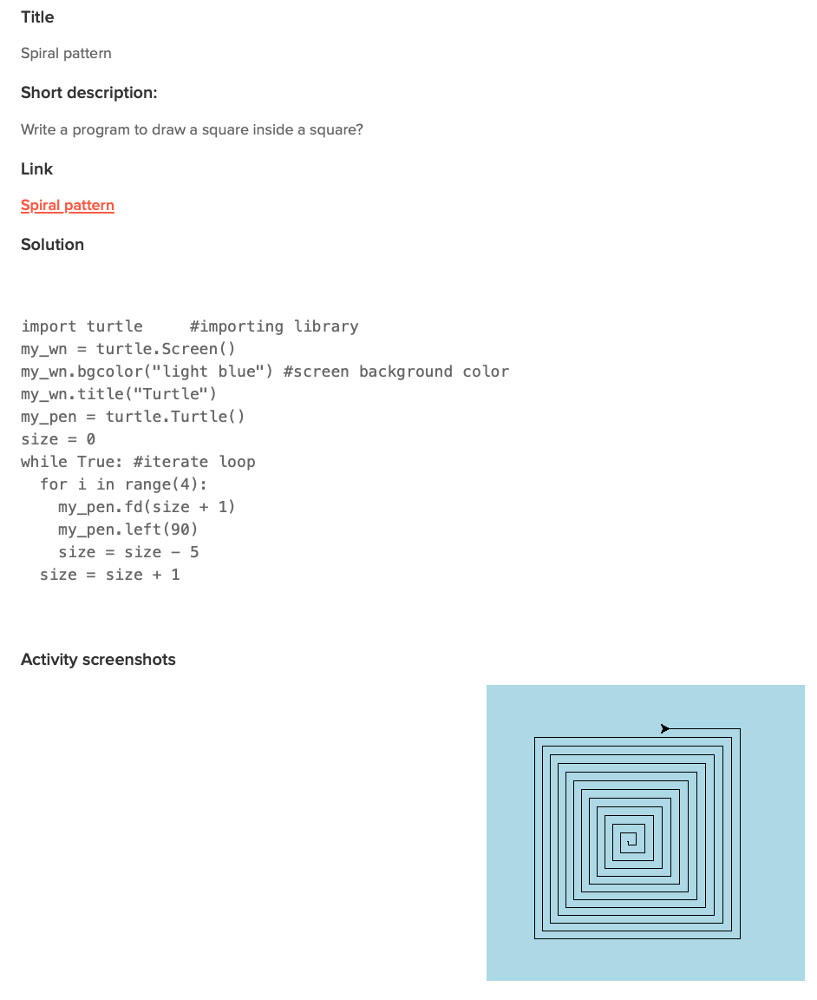 Title
Spiral pattern
Short description:
Write a program to draw a square inside a square?
Link
Spiral pattern
Solution
import turtle     #importing library
my_wn = turtle.Screen()
my_wn.bgcolor("light blue") #screen background color
my_wn.title("Turtle")
my_pen = turtle.Turtle()
size = 0
while True: #iterate loop
  for i in range(4):
    my_pen.fd(size + 1)
    my_pen.left(90)
    size = size - 5
  size = size + 1
Activity screenshots